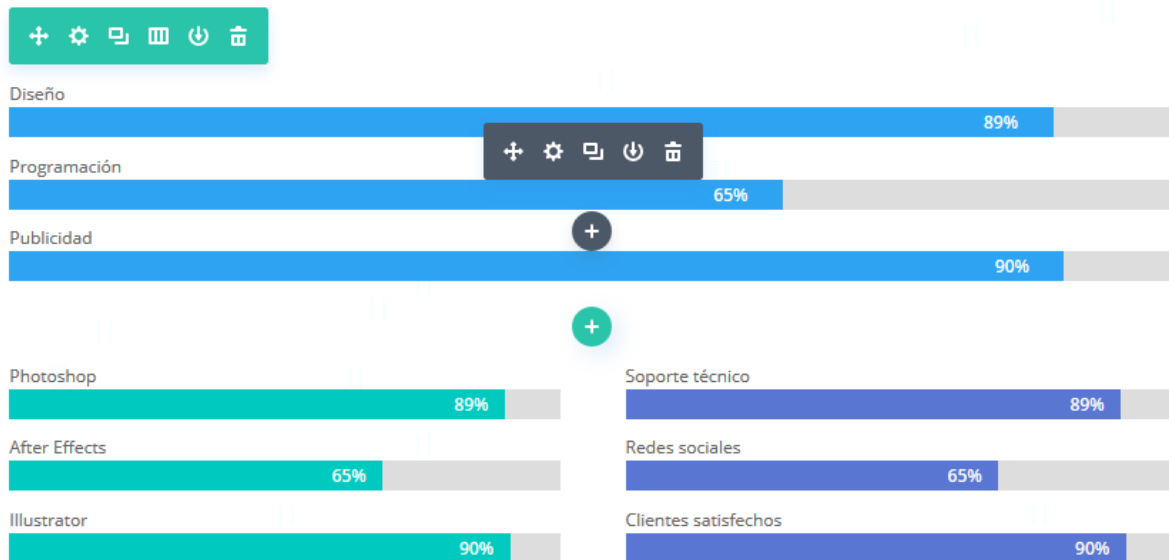 Diseño
89%
Programación
65%
Publicidad
90%
Photoshop
89%
After Effects
65%
Illustrator
90%
Soporte técnico
89%
Redes sociales
65%
Clientes satisfechos
90%